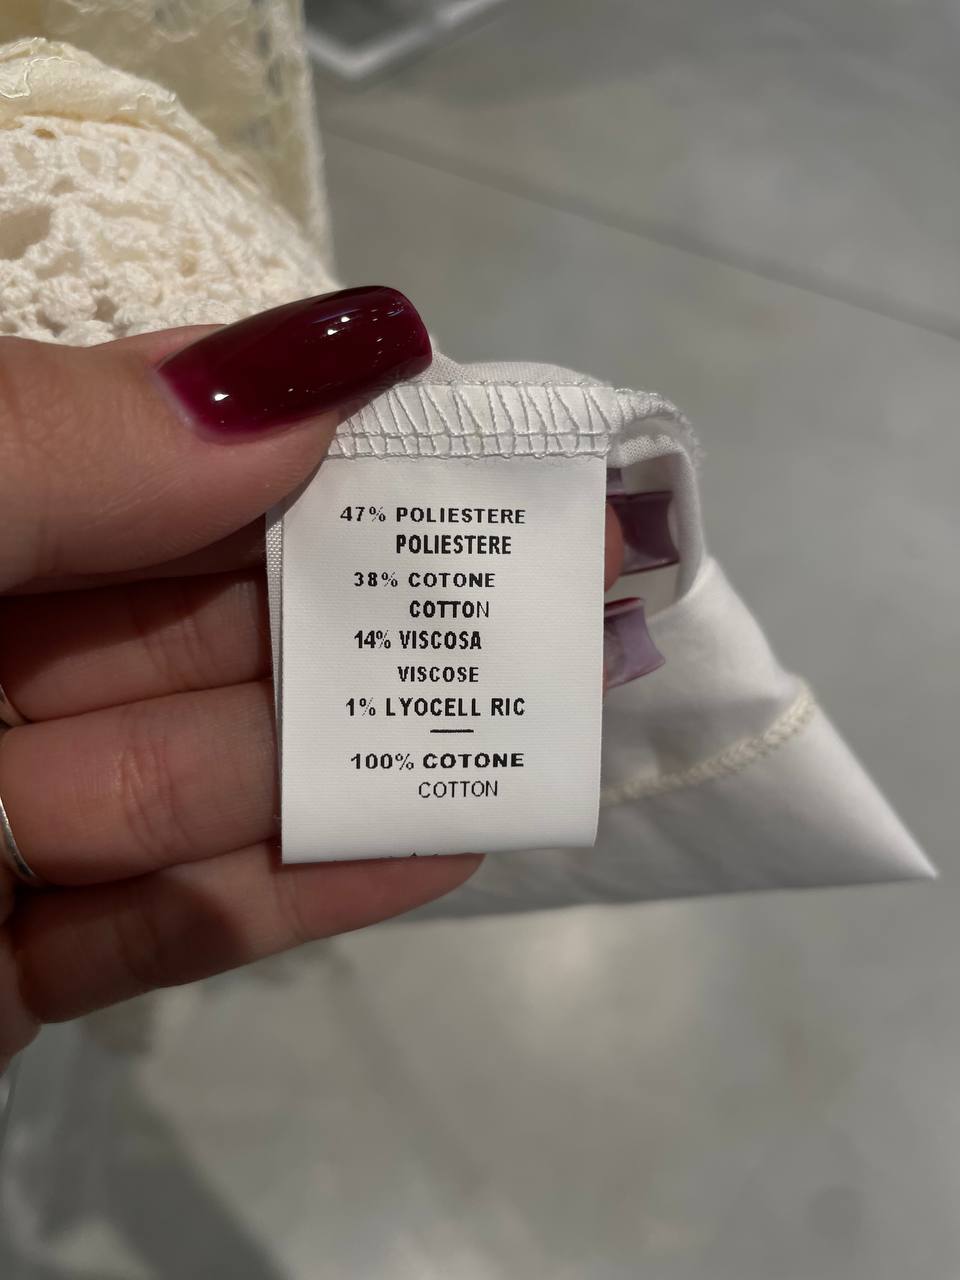 47% POLIESTERE
POLIESTERE
38% COTONE
COTTON
14% VISCOSA
VISCOSE
1% LYOCELL RIC
100% COTONE
COTTON